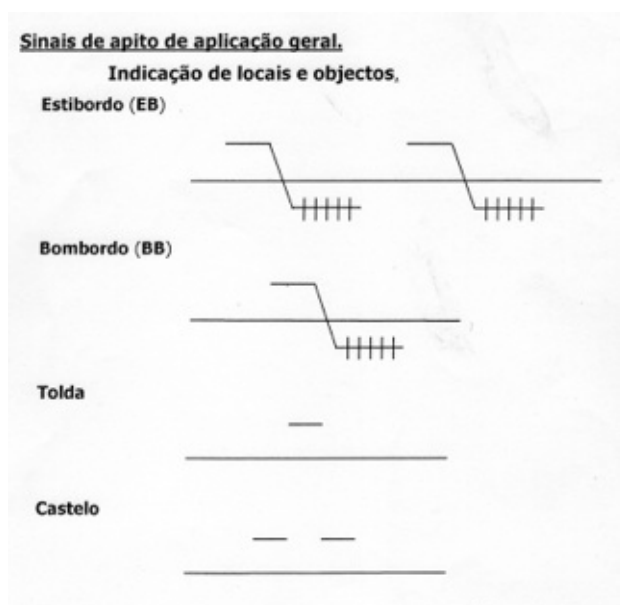 Sinais de apito de aplicação geral.
Indicação de locais e objectos,
Estibordo (EB)
Bombordo (BB)
Tolda
Castelo